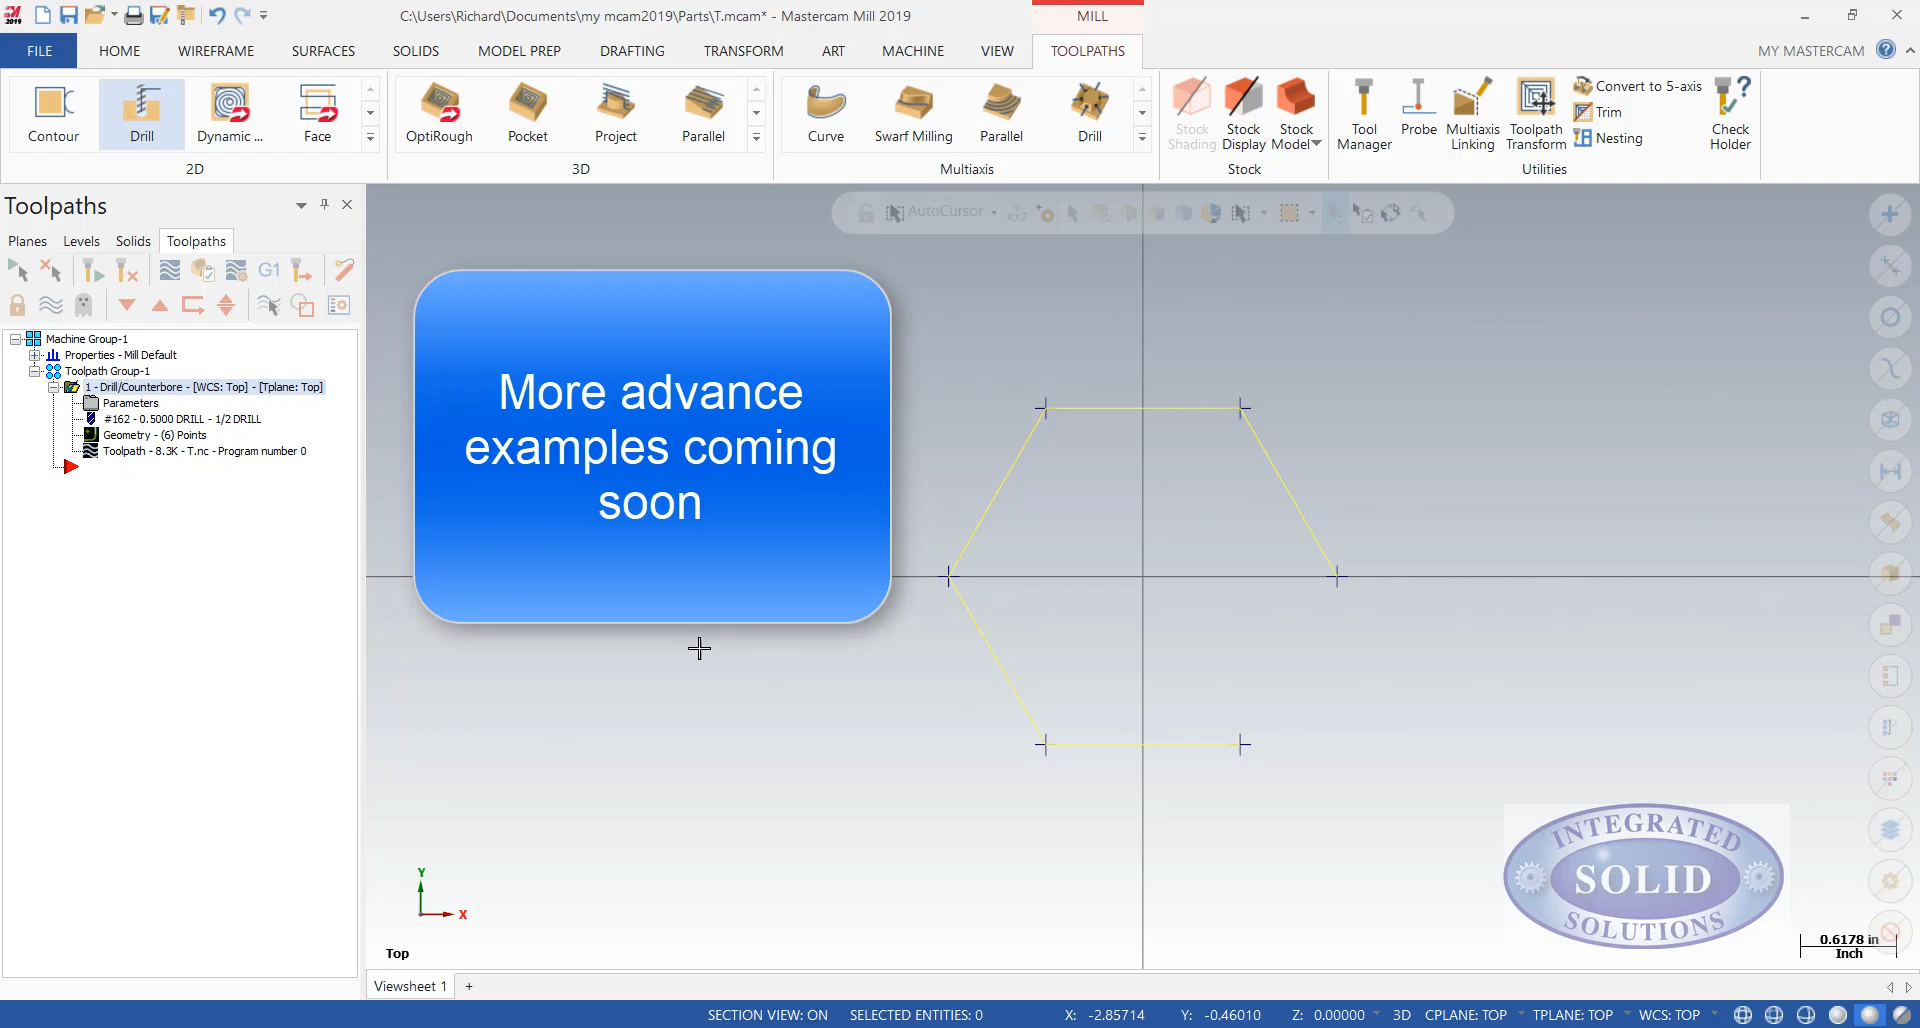 C:\Users\Richard\Documents\my mcam2019\Parts\T.mcam* - Mastercam Mill 2019
MILL
FILE HOME WIREFRAME SURFACES SOLIDS MODEL PREP DRAFTING TRANSFORM ART MACHINE VIEW TOOLPATHS MY MASTERCAM
Contour Drill Dynamic ... Face
2D
OptiRough Pocket Project Parallel
3D
Curve Swarf Milling Parallel Drill
Multiaxis
Stock Shading
Stock Display
Stock Model
Stock
Tool Manager
Probe
Multiaxis Linking
Toolpath Transform
Convert to 5-axis
Trim
Nesting
Check Holder
Utilities
Toolpaths
Planes Levels Solids Toolpaths
G1
AutoCursor
Machine Group-1
Properties - Mill Default
Toolpath Group-1
1 - Drill/Counterbore - [WCS: Top] - [Tplane: Top]
Parameters
#162 - 0.5000 DRILL - 1/2 DRILL
Geometry - (6) Points
Toolpath - 8.3K - T.nc - Program number 0
More advance
examples coming
soon
Y
X
Top
INTEGRATED
SOLID
SOLUTIONS
0.6178 in
Inch
Viewsheet 1 +
SECTION VIEW: ON SELECTED ENTITIES: 0 X: -2.85714 Y: -0.46010 Z: 0.00000 3D CPLANE: TOP TPLANE: TOP WCS: TOP